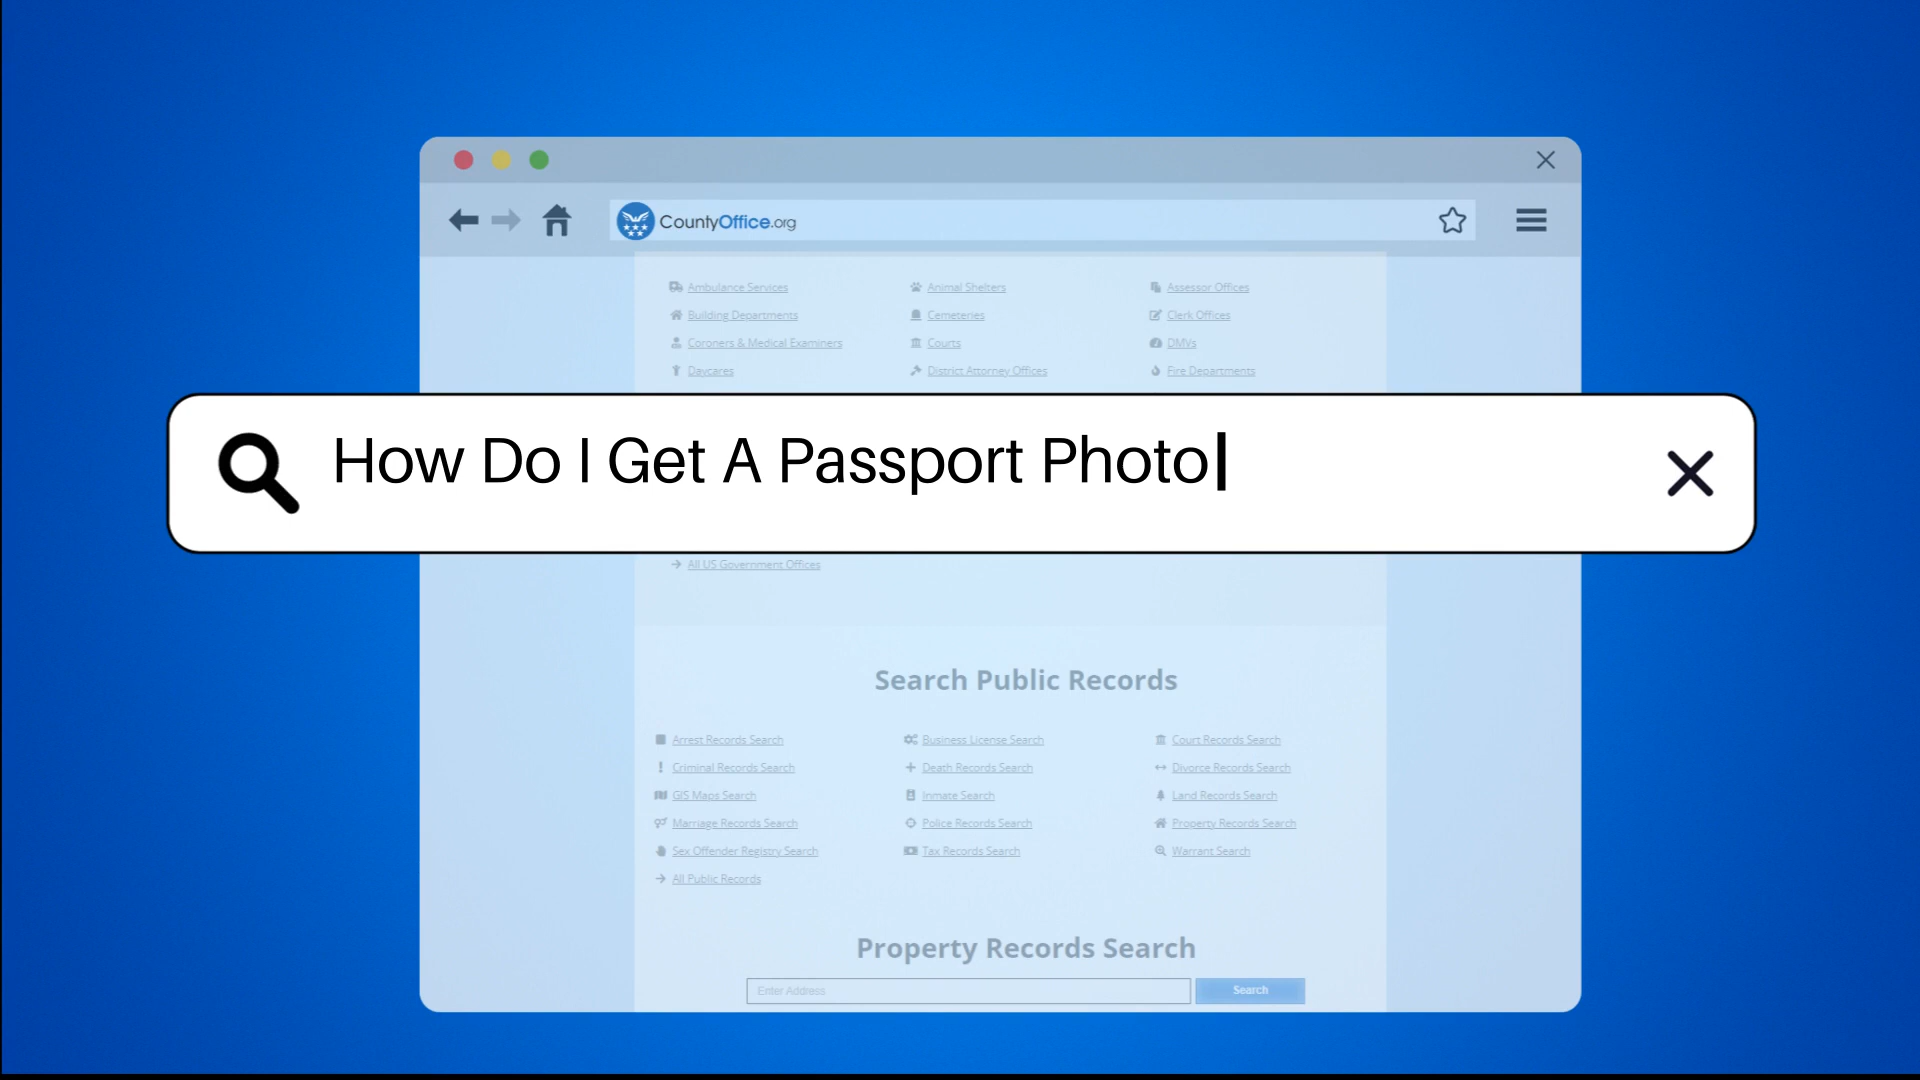 CountyOffice.org
Ambulance Services Animal Shelters Assessor Offices
Building Departments Cemeteries Clerk Offices
Coroners & Medical Examiners Courts DMVs
Daycares District Attorney Offices Fire Departments
How Do I Get A Passport Photo
All US Government Offices
Search Public Records
Arrest Records Search Business License Search Court Records Search
Criminal Records Search Death Records Search Divorce Records Search
GIS Maps Search Inmate Search Land Records Search
Marriage Records Search Police Records Search Property Records Search
Sex Offender Registry Search Tax Records Search Warrant Search
All Public Records
Property Records Search
Enter Address Search